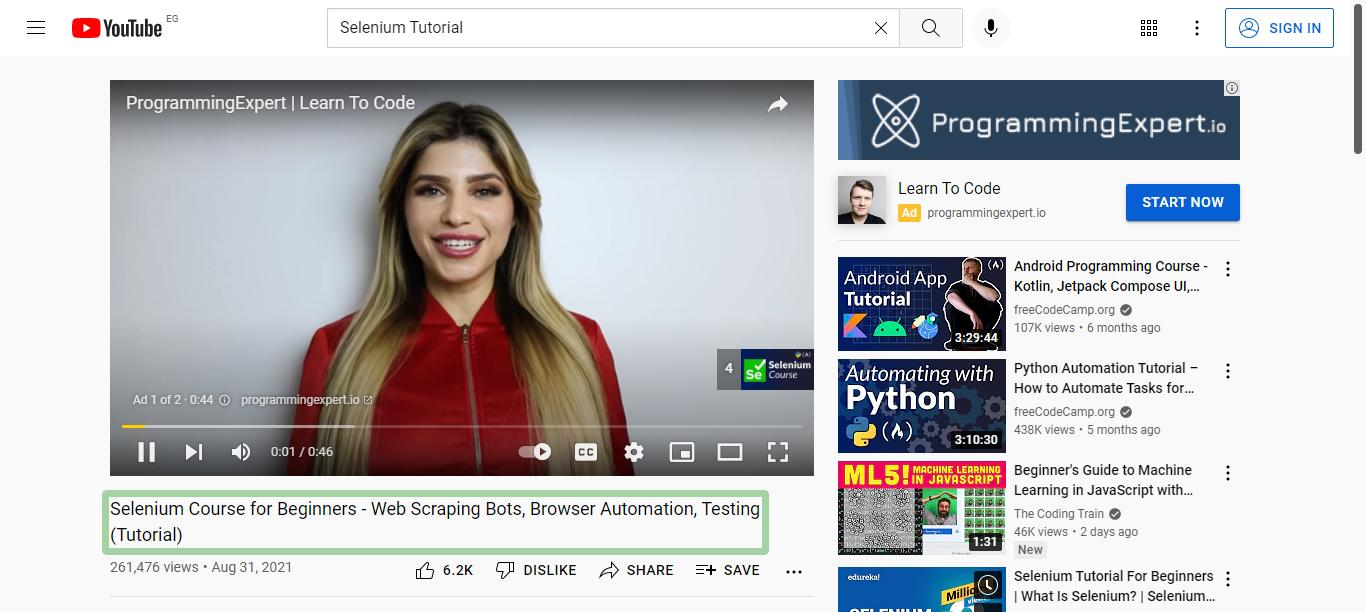 YouTube EG
Selenium Tutorial
SIGN IN
ProgrammingExpert | Learn To Code
4
Selenium
Course
Se
Ad 1 of 2 · 0:44
programmingexpert.io
0:01 / 0:46
CC
Selenium Course for Beginners - Web Scraping Bots, Browser Automation, Testing
(Tutorial)
261,476 views • Aug 31, 2021
6.2K
DISLIKE
SHARE
SAVE
ProgrammingExpert.io
Learn To Code
Ad programmingexpert.io
START NOW
Android App
Tutorial
3:29:44
Android Programming Course -
Kotlin, Jetpack Compose UI,...
freeCodeCamp.org
107K views • 6 months ago
Automating with
Python
3:10:30
Python Automation Tutorial –
How to Automate Tasks for...
freeCodeCamp.org
438K views • 5 months ago
ML5! MACHINE LEARNING
IN JAVASCRIPT
1:31
Beginner's Guide to Machine
Learning in JavaScript with...
The Coding Train
46K views • 2 days ago
New
edureka!
SELENIUM
Selenium Tutorial For Beginners
| What Is Selenium? | Selenium...